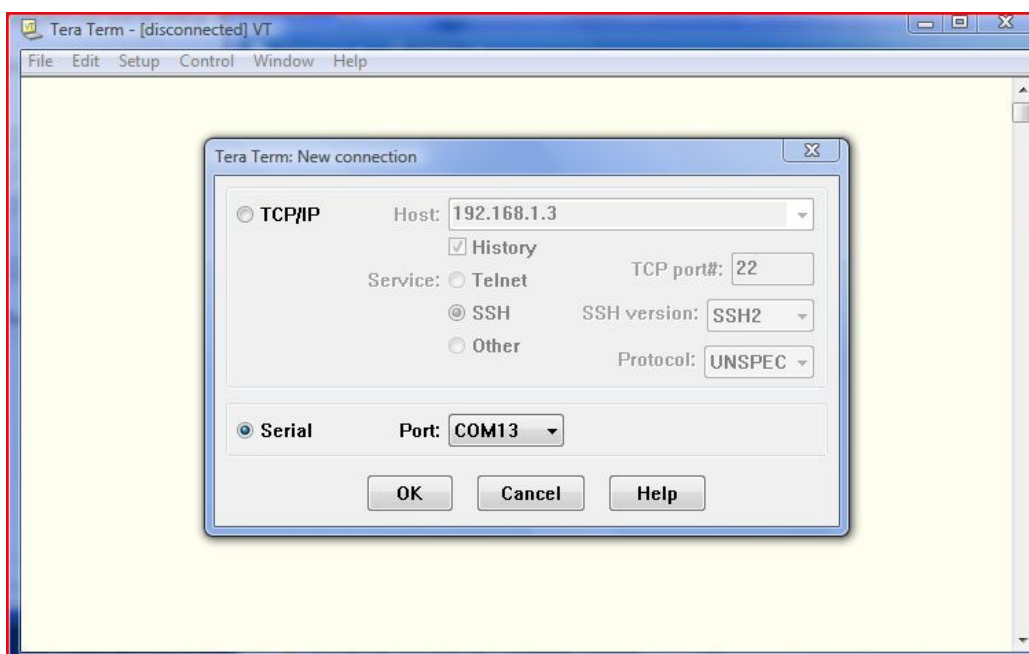 Tera Term - [disconnected] VT
File Edit Setup Control Window Help
Tera Term: New connection
TCP/IP Host: 192.168.1.3
History
Service: Telnet TCP port#: 22
SSH SSH version: SSH2
Other Protocol: UNSPEC
Serial Port: COM13
OK Cancel Help